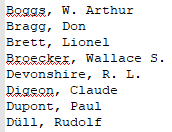 Boggs, W. Arthur
Bragg, Don
Brett, Lionel
Broecker, Wallace S.
Devonshire, R. L.
Digeon, Claude
Dupont, Paul
Düll, Rudolf